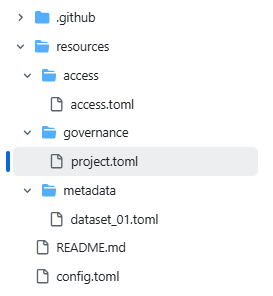 .github
resources
access
access.toml
governance
project.toml
metadata
dataset_01.toml
README.md
config.toml